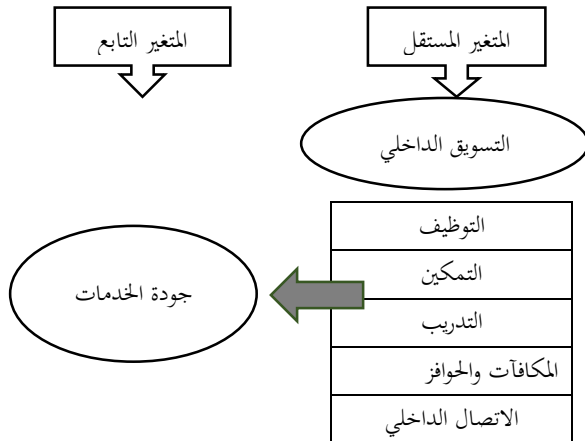 المتغير المستقل
المتغير التابع
التسويق الداخلي
التوظيف
التمكين
التدريب
المكافآت والحوافز
الاتصال الداخلي
جودة الخدمات